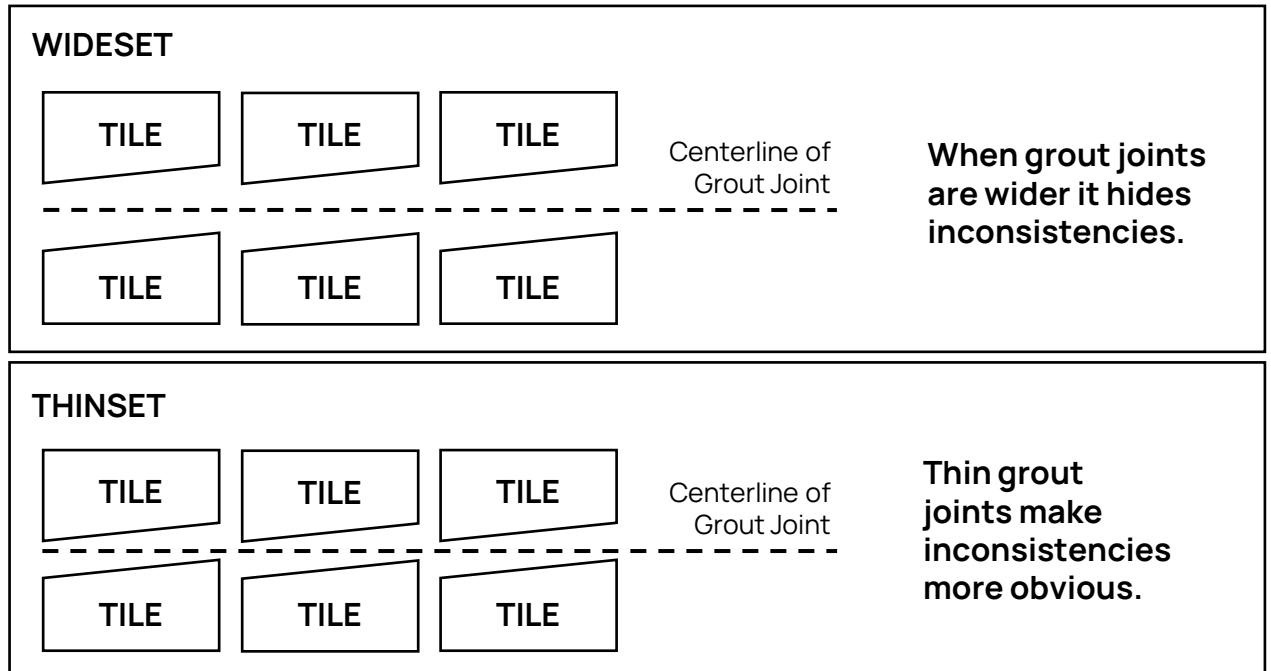 WIDESET
TILE TILE TILE
Centerline of
Grout Joint
When grout joints
are wider it hides
inconsistencies.
TILE TILE TILE
THINSET
TILE TILE TILE
Centerline of
Grout Joint
Thin grout
joints make
inconsistencies
more obvious.
TILE TILE TILE